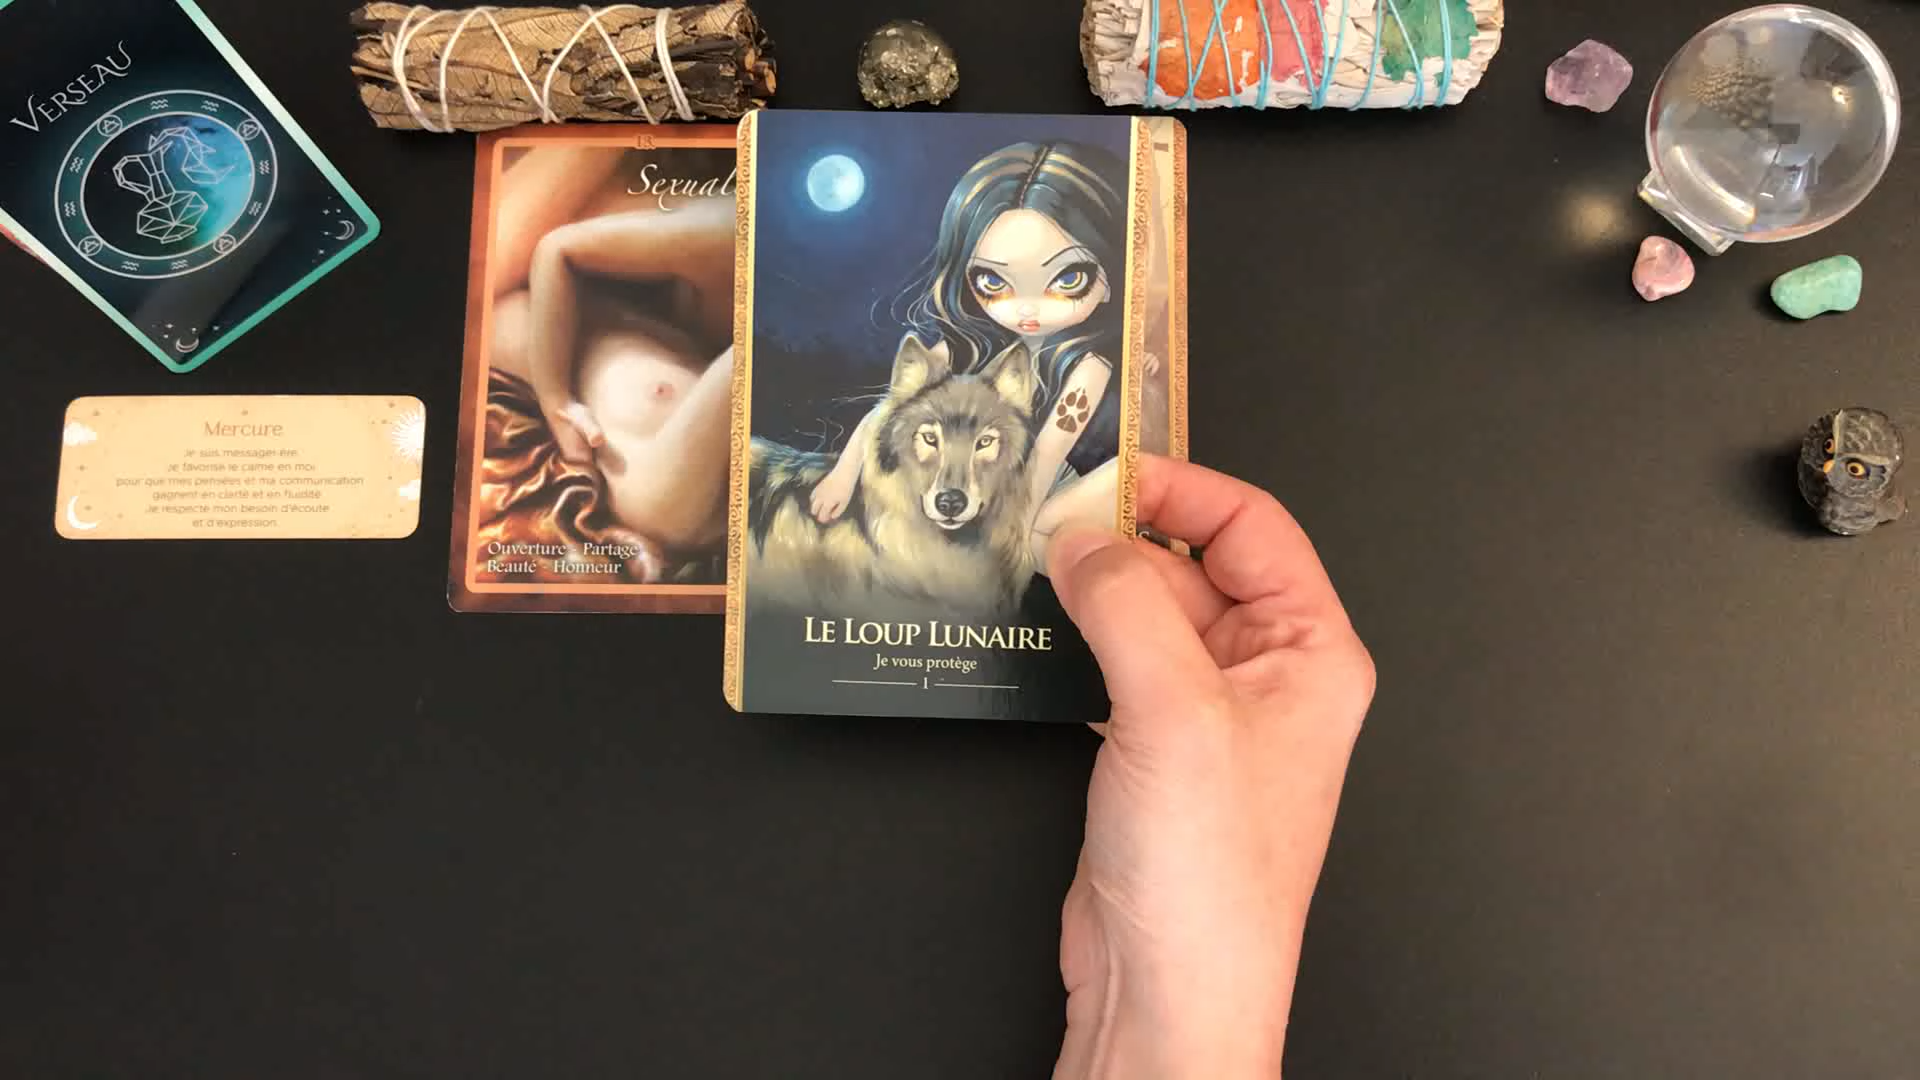 VERSEAU
13
Sexual
Ouverture - Partage
Beauté - Honneur
LE LOUP LUNAIRE
Je vous protège
1
Mercure
Je suis messager·ère.
Je favorise le calme en moi
pour que mes pensées et ma communication
gagnent en clarté et en fluidité.
Je respecte mon besoin d'écoute
et d'expression.